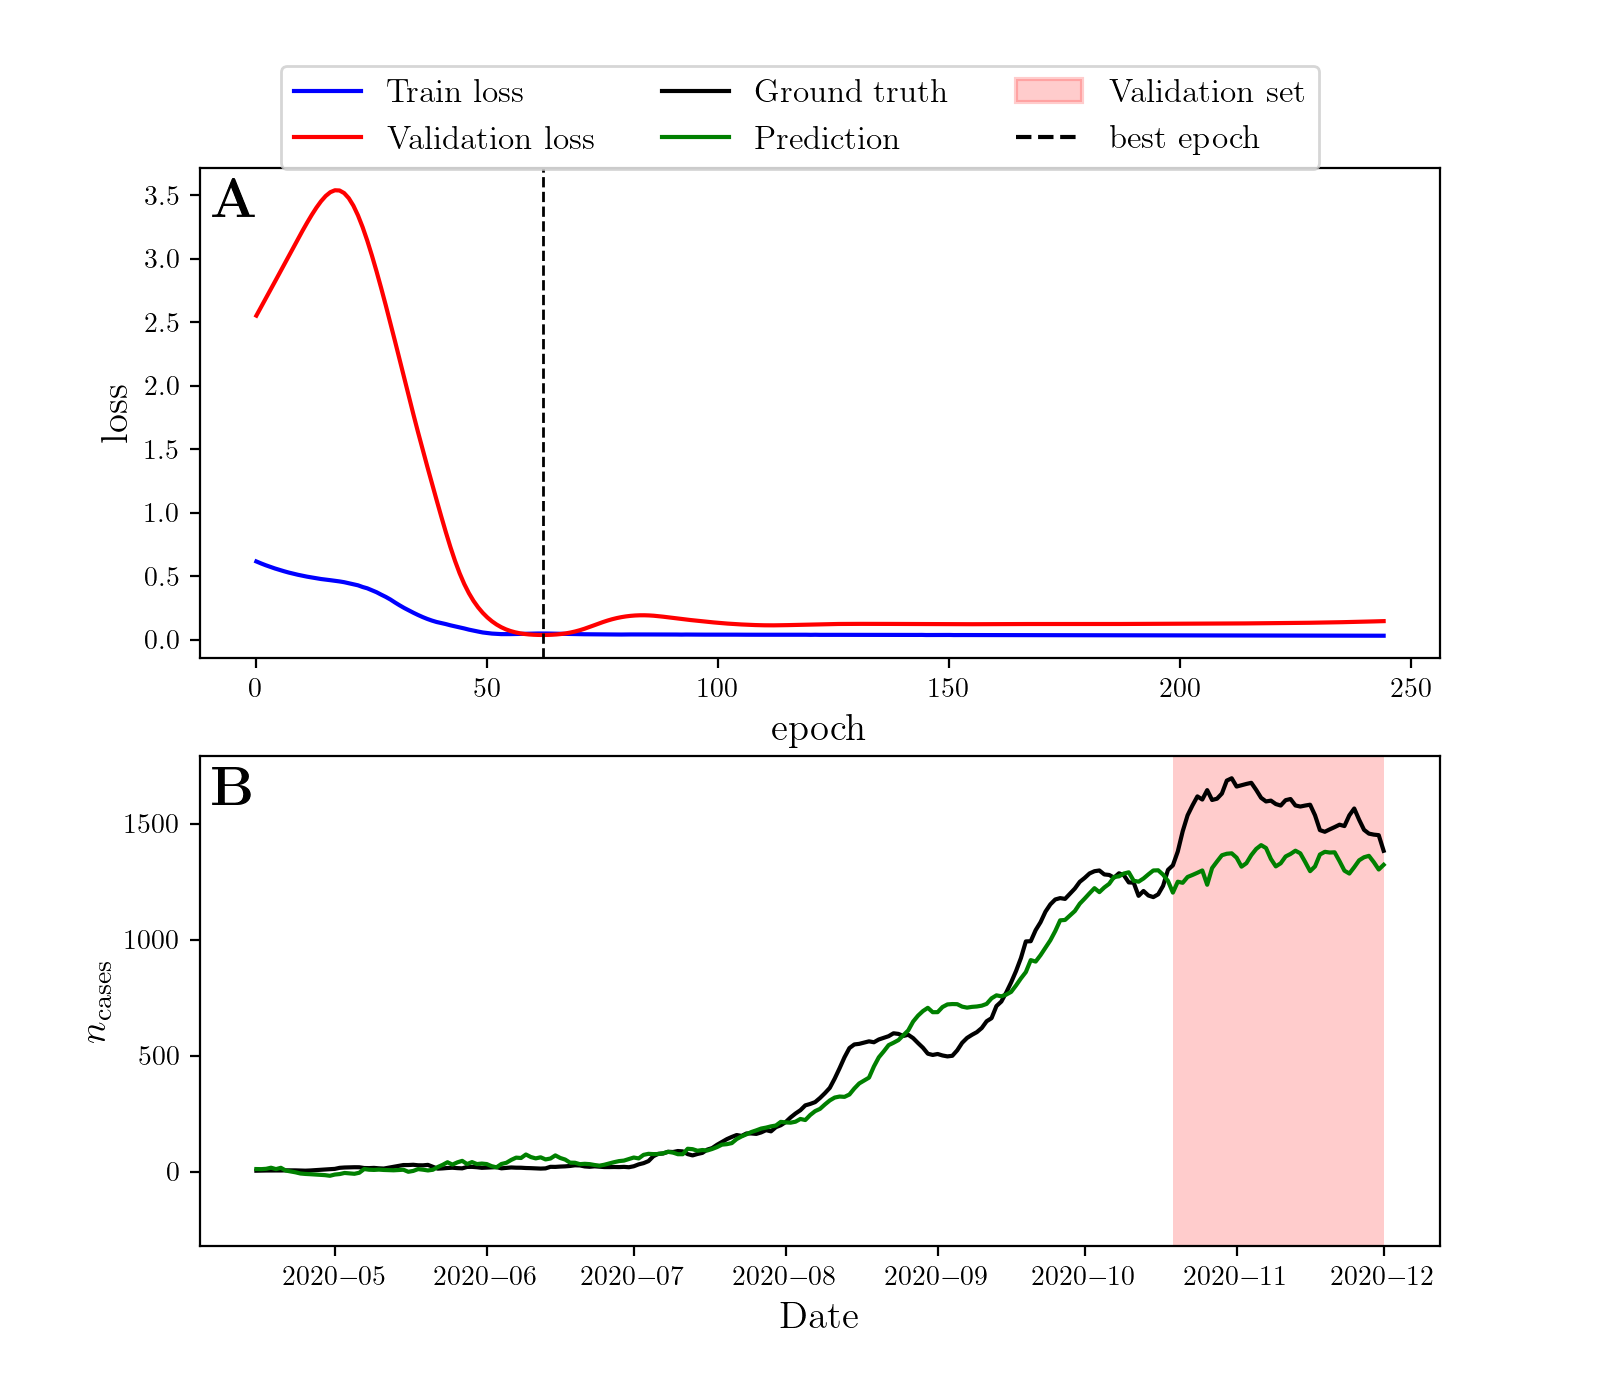 Train loss Ground truth Validation set
Validation loss Prediction best epoch
A
3.5
3.0
2.5
2.0
1.5
1.0
0.5
0.0
loss
0 50 100 150 200 250
epoch
B
1500
1000
500
0
n_cases
2020–05 2020–06 2020–07 2020–08 2020–09 2020–10 2020–11 2020–12
Date